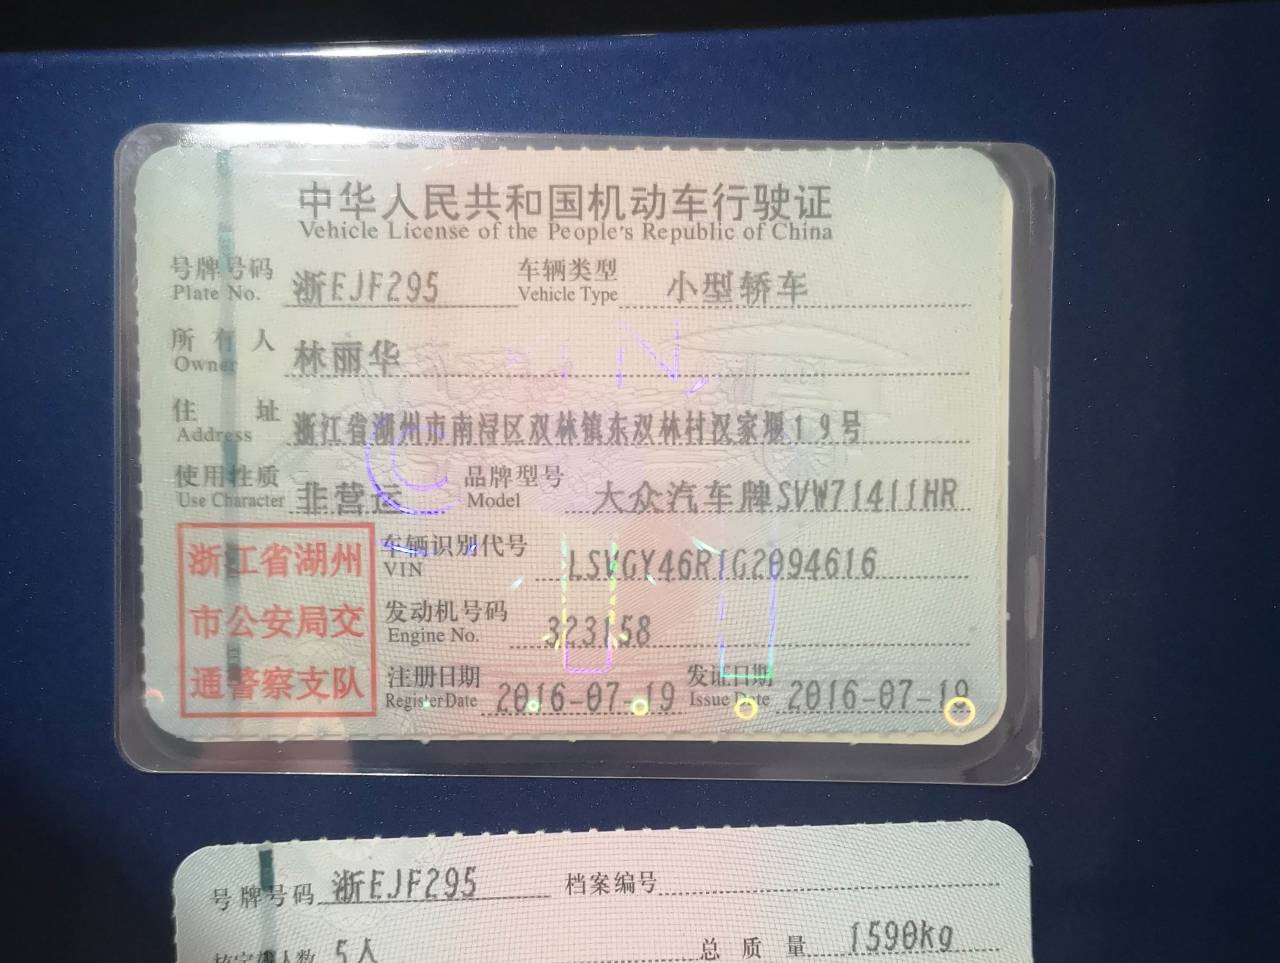 中华人民共和国机动车行驶证
Vehicle License of the People's Republic of China
号牌号码 浙EJF295 车辆类型 小型轿车
Plate No. Vehicle Type
所有人 林丽华
Owner
住址 浙江省湖州市南浔区双林镇东双林村汉家堰19号
Address
使用性质 非营运 品牌型号 大众汽车牌SVW71411HR
Use Character Model
浙江省湖州
市公安局交
通警察支队
车辆识别代号 LSVGY46R1G2094616
VIN
发动机号码 323158
Engine No.
注册日期 2016-07-19 发证日期 2016-07-19
Register Date Issue Date
号牌号码 浙EJF295 档案编号
核定载人数 5人 总质量 1590kg